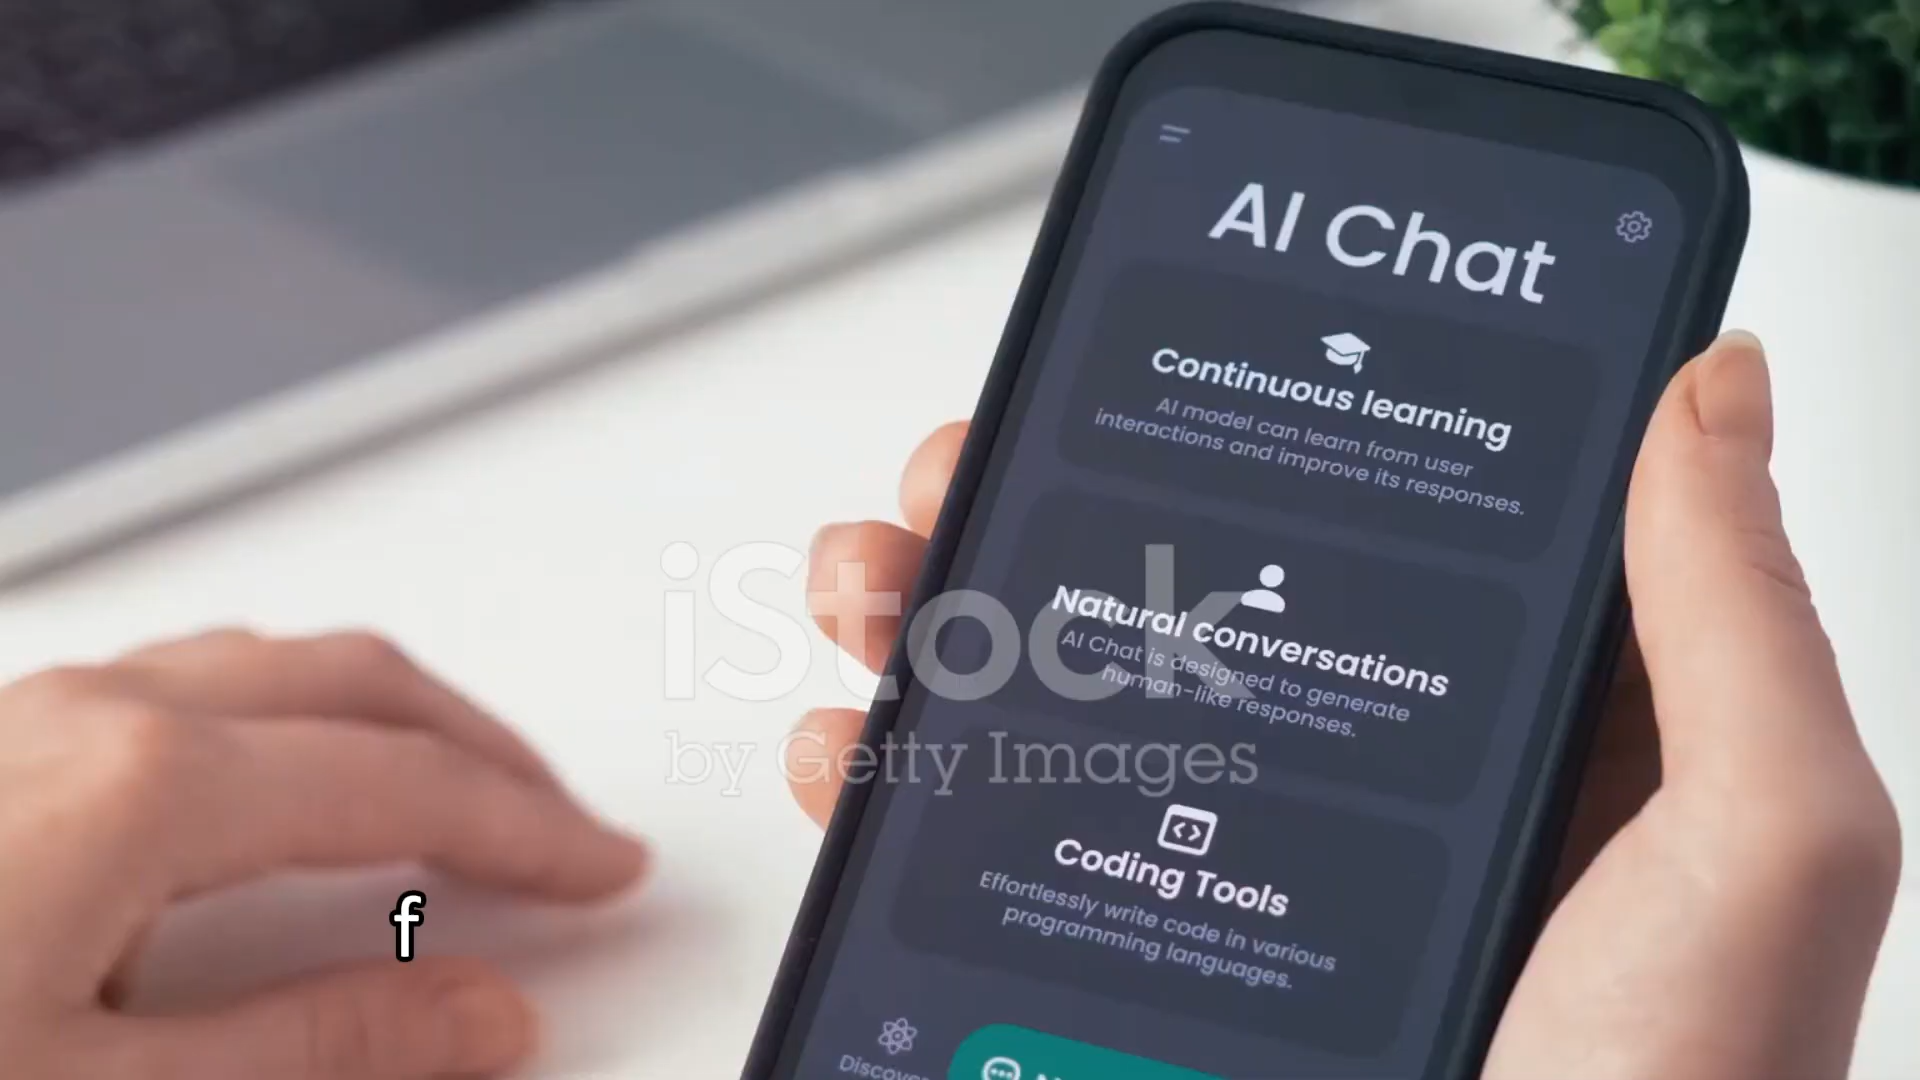 AI Chat
Continuous learning
AI model can learn from user
interactions and improve its responses.
Natural conversations
AI Chat is designed to generate
human-like responses.
iStock
by Getty Images
Coding Tools
Effortlessly write code in various
programming languages.
f
Discover